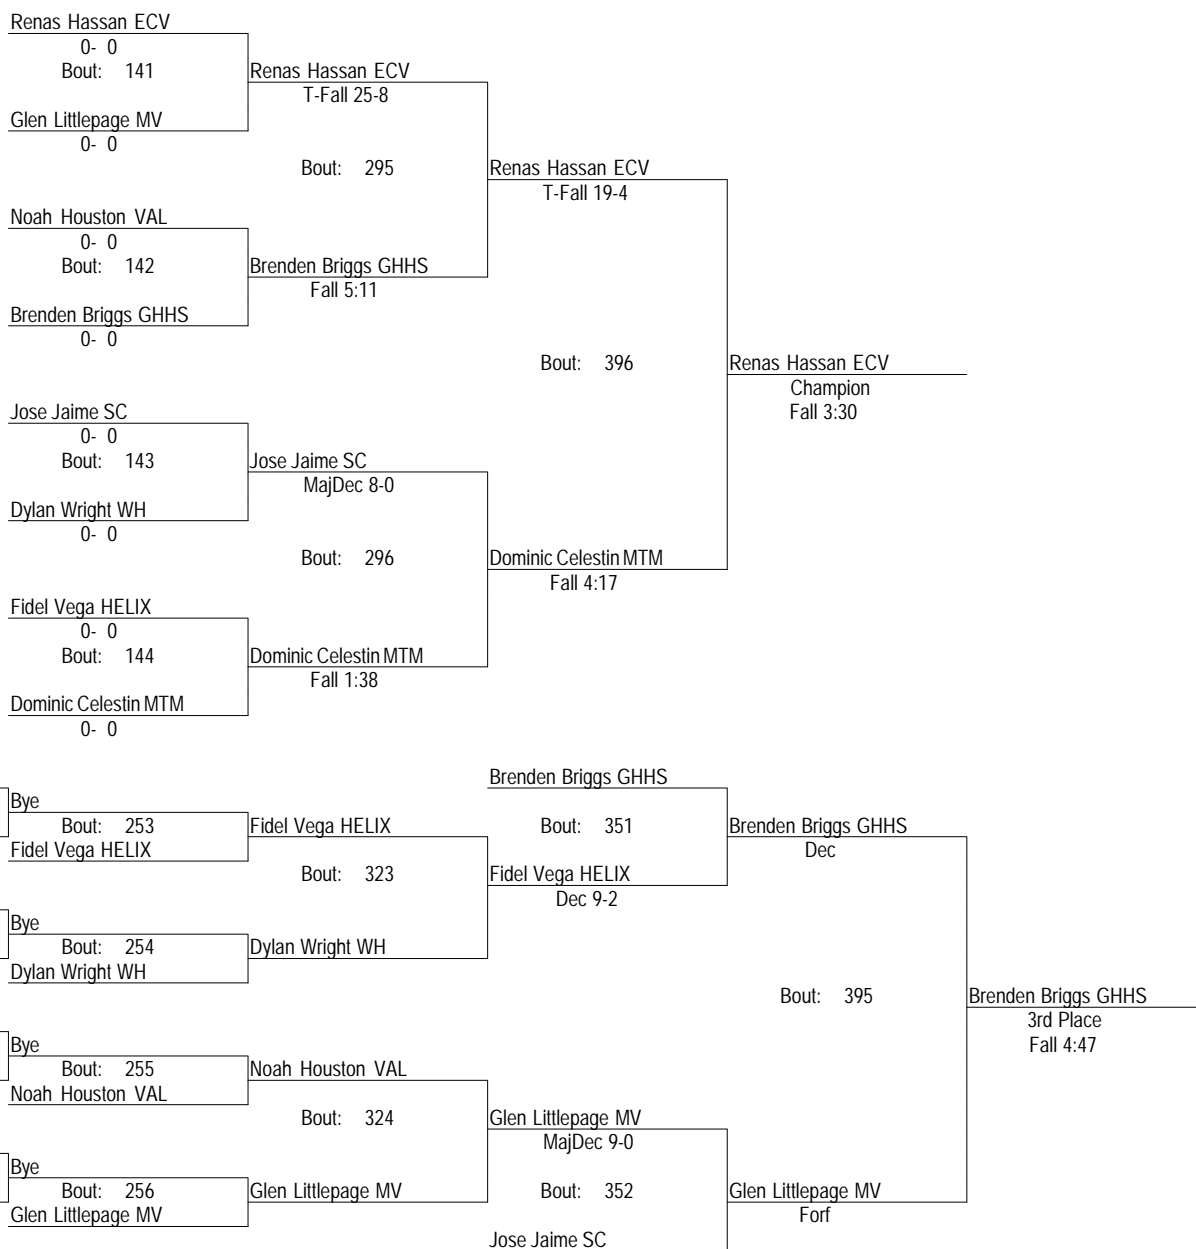 Renas Hassan ECV
0- 0
Bout: 141
Renas Hassan ECV
T-Fall 25-8
Glen Littlepage MV
0- 0
Bout: 295
Renas Hassan ECV
T-Fall 19-4
Noah Houston VAL
0- 0
Bout: 142
Brenden Briggs GHHS
Fall 5:11
Brenden Briggs GHHS
0- 0
Bout: 396
Renas Hassan ECV
Champion
Fall 3:30
Jose Jaime SC
0- 0
Bout: 143
Jose Jaime SC
MajDec 8-0
Dylan Wright WH
0- 0
Bout: 296
Dominic Celestin MTM
Fall 4:17
Fidel Vega HELIX
0- 0
Bout: 144
Dominic Celestin MTM
Fall 1:38
Dominic Celestin MTM
0- 0
Brenden Briggs GHHS
Bye
Bout: 253
Fidel Vega HELIX
Bout: 351
Brenden Briggs GHHS
Dec
Fidel Vega HELIX
Bout: 323
Fidel Vega HELIX
Dec 9-2
Bye
Bout: 254
Dylan Wright WH
Dylan Wright WH
Bout: 395
Brenden Briggs GHHS
3rd Place
Fall 4:47
Bye
Bout: 255
Noah Houston VAL
Noah Houston VAL
Bout: 324
Glen Littlepage MV
MajDec 9-0
Bye
Bout: 256
Glen Littlepage MV
Bout: 352
Glen Littlepage MV
Forf
Glen Littlepage MV
Jose Jaime SC